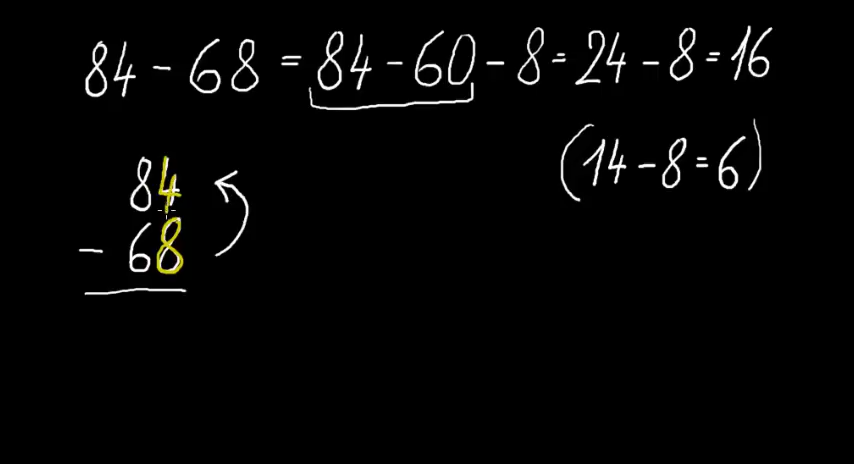 84 - 68 = 84 - 60 - 8 = 24 - 8 = 16
(14 - 8 = 6)
84
- 68